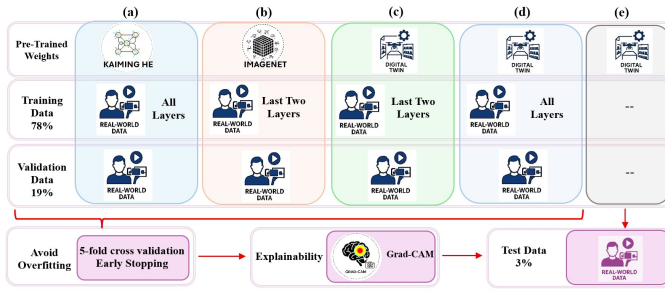 (a) (b) (c) (d) (e)
Pre-Trained
Weights
KAIMING HE
IMAGENET
DIGITAL
TWIN
DIGITAL
TWIN
DIGITAL
TWIN
Training
Data
78%
REAL-WORLD
DATA
All
Layers
REAL-WORLD
DATA
Last Two
Layers
REAL-WORLD
DATA
Last Two
Layers
REAL-WORLD
DATA
All
Layers
--
Validation
Data
19%
REAL-WORLD
DATA
REAL-WORLD
DATA
REAL-WORLD
DATA
REAL-WORLD
DATA
--
Avoid
Overfitting
5-fold cross validation
Early Stopping
Explainability
GRAD-CAM
Grad-CAM
Test Data
3%
REAL-WORLD
DATA